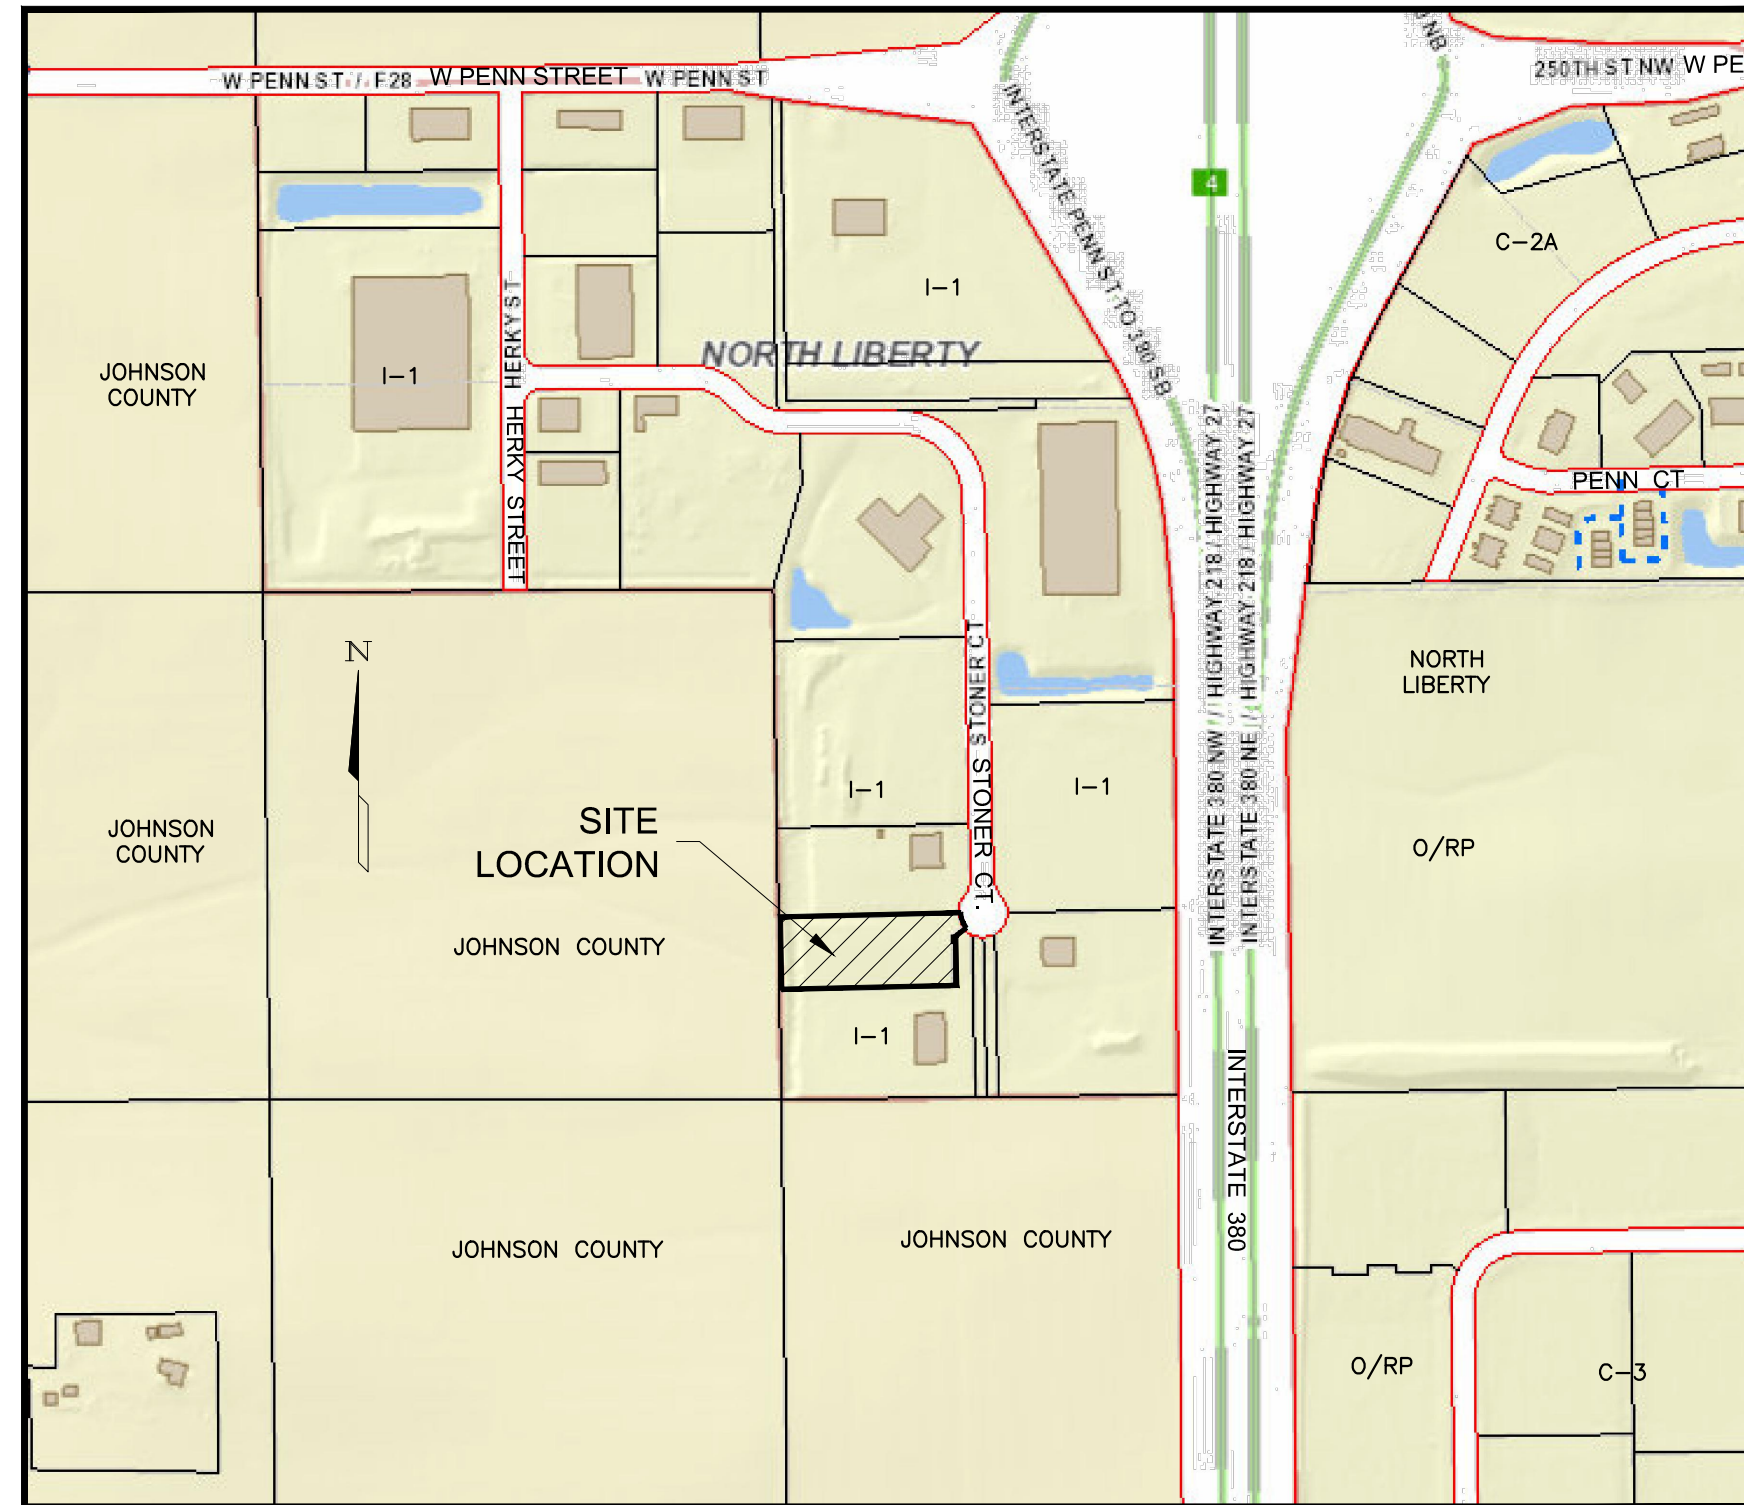 W PENN ST / F28
W PENN STREET
W PENN ST
NB
250TH ST NW
W PE
INTERSTATE PENN ST TO 380 SB
4
C-2A
I-1
HERKY ST
NORTH LIBERTY
JOHNSON
COUNTY
I-1
HERKY STREET
INTERSTATE 380 NW // HIGHWAY 218 / HIGHWAY 27
INTERSTATE 380 NE // HIGHWAY 218 / HIGHWAY 27
PENN CT
N
STONER CT
NORTH
LIBERTY
STONER CT.
I-1
I-1
SITE
LOCATION
JOHNSON
COUNTY
O/RP
JOHNSON COUNTY
I-1
INTERSTATE 380
JOHNSON COUNTY
JOHNSON COUNTY
O/RP
C-3